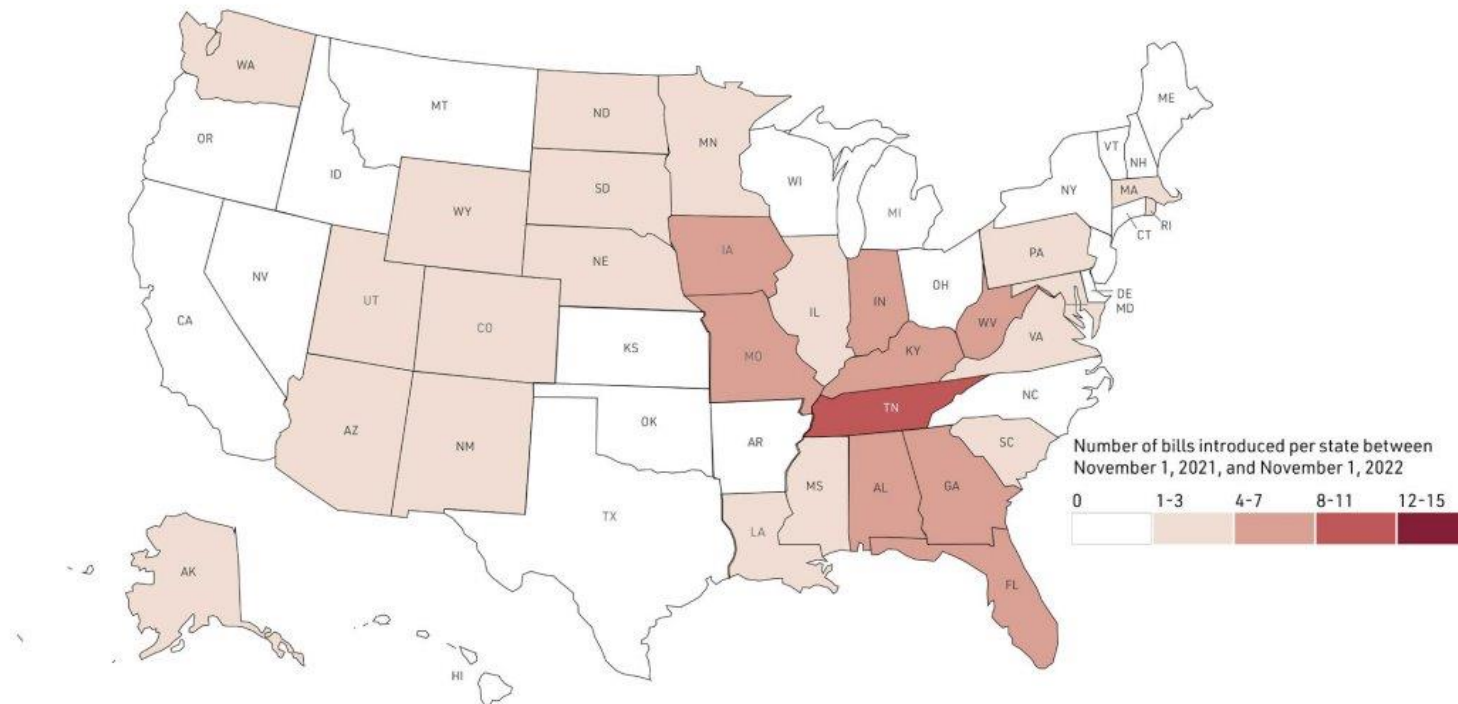 WA
MT
ND
MN
ME
OR
ID
WY
SD
WI
MI
VT
NH
NY
MA
CT
RI
NV
UT
CO
NE
IA
IL
IN
OH
PA
DE
MD
CA
KS
MO
KY
WV
VA
AZ
NM
OK
AR
TN
NC
SC
TX
LA
MS
AL
GA
FL
AK
HI
Number of bills introduced per state between
November 1, 2021, and November 1, 2022
0 1-3 4-7 8-11 12-15